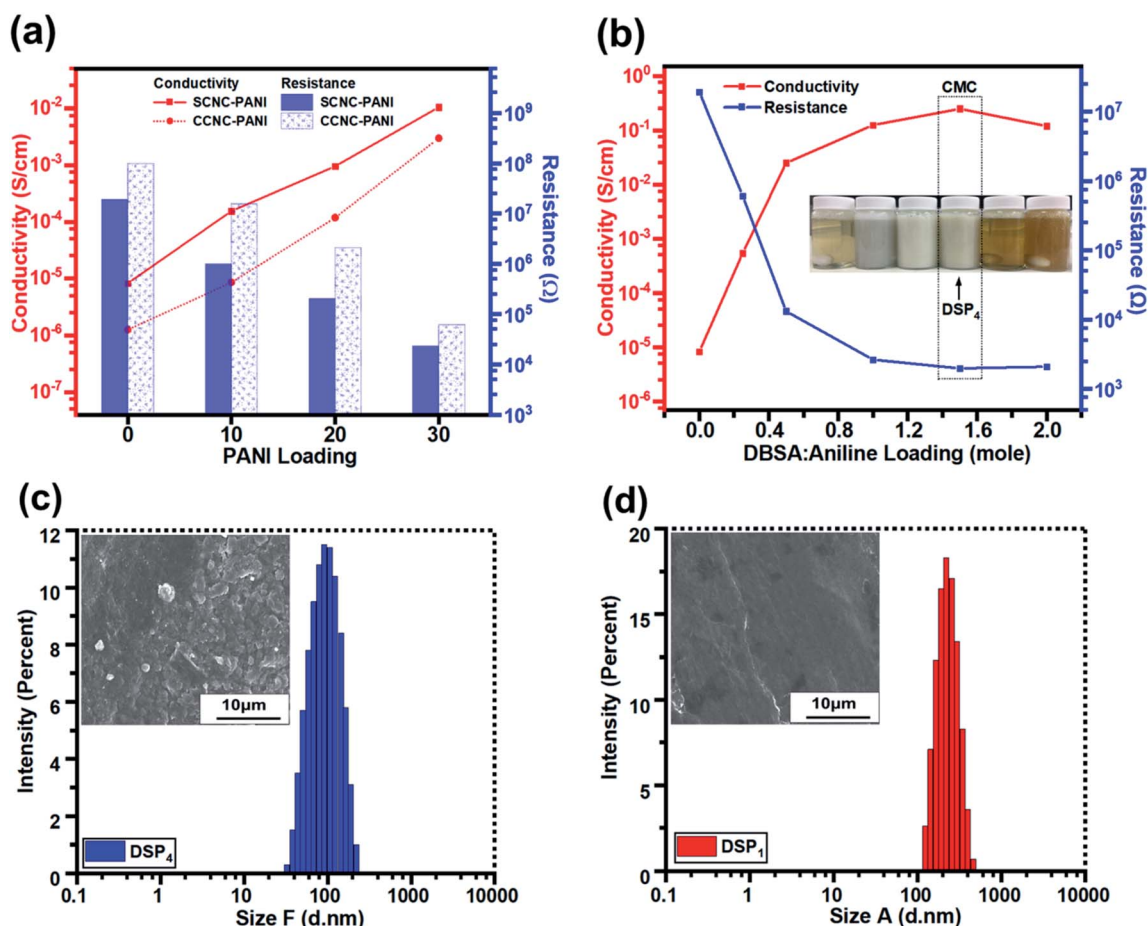 (a)
Conductivity Resistance
SCNC-PANI SCNC-PANI
CCNC-PANI CCNC-PANI
Conductivity (S/cm)
10⁻²
10⁻³
10⁻⁴
10⁻⁵
10⁻⁶
10⁻⁷
Resistance (Ω)
10⁹
10⁸
10⁷
10⁶
10⁵
10⁴
10³
0 10 20 30
PANI Loading
(b)
Conductivity
Resistance
CMC
DSP₄
Conductivity (S/cm)
10⁰
10⁻¹
10⁻²
10⁻³
10⁻⁴
10⁻⁵
10⁻⁶
Resistance (Ω)
10⁷
10⁶
10⁵
10⁴
10³
0.0 0.4 0.8 1.2 1.6 2.0
DBSA:Aniline Loading (mole)
(c)
Intensity (Percent)
12
10
8
6
4
2
0
10μm
DSP₄
0.1 1 10 100 1000 10000
Size F (d.nm)
(d)
Intensity (Percent)
20
15
10
5
0
10μm
DSP₁
0.1 1 10 100 1000 10000
Size A (d.nm)